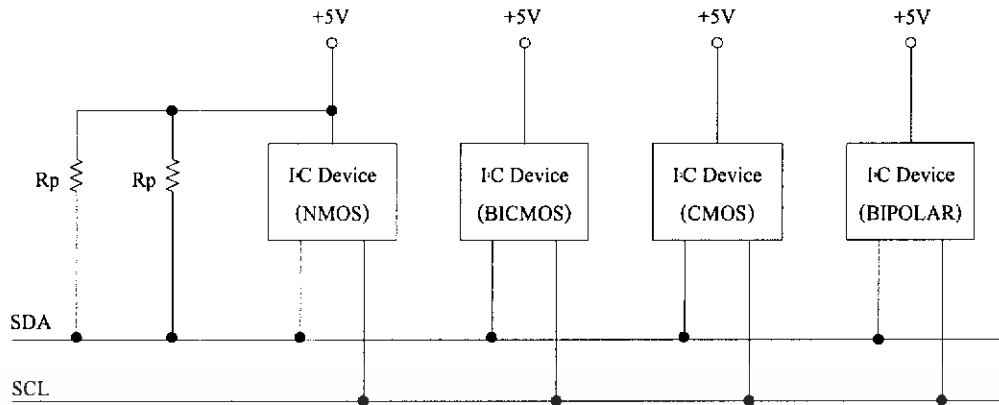 +5V +5V +5V +5V
Rp Rp
I²C Device I²C Device I²C Device I²C Device
(NMOS) (BICMOS) (CMOS) (BIPOLAR)
SDA
SCL